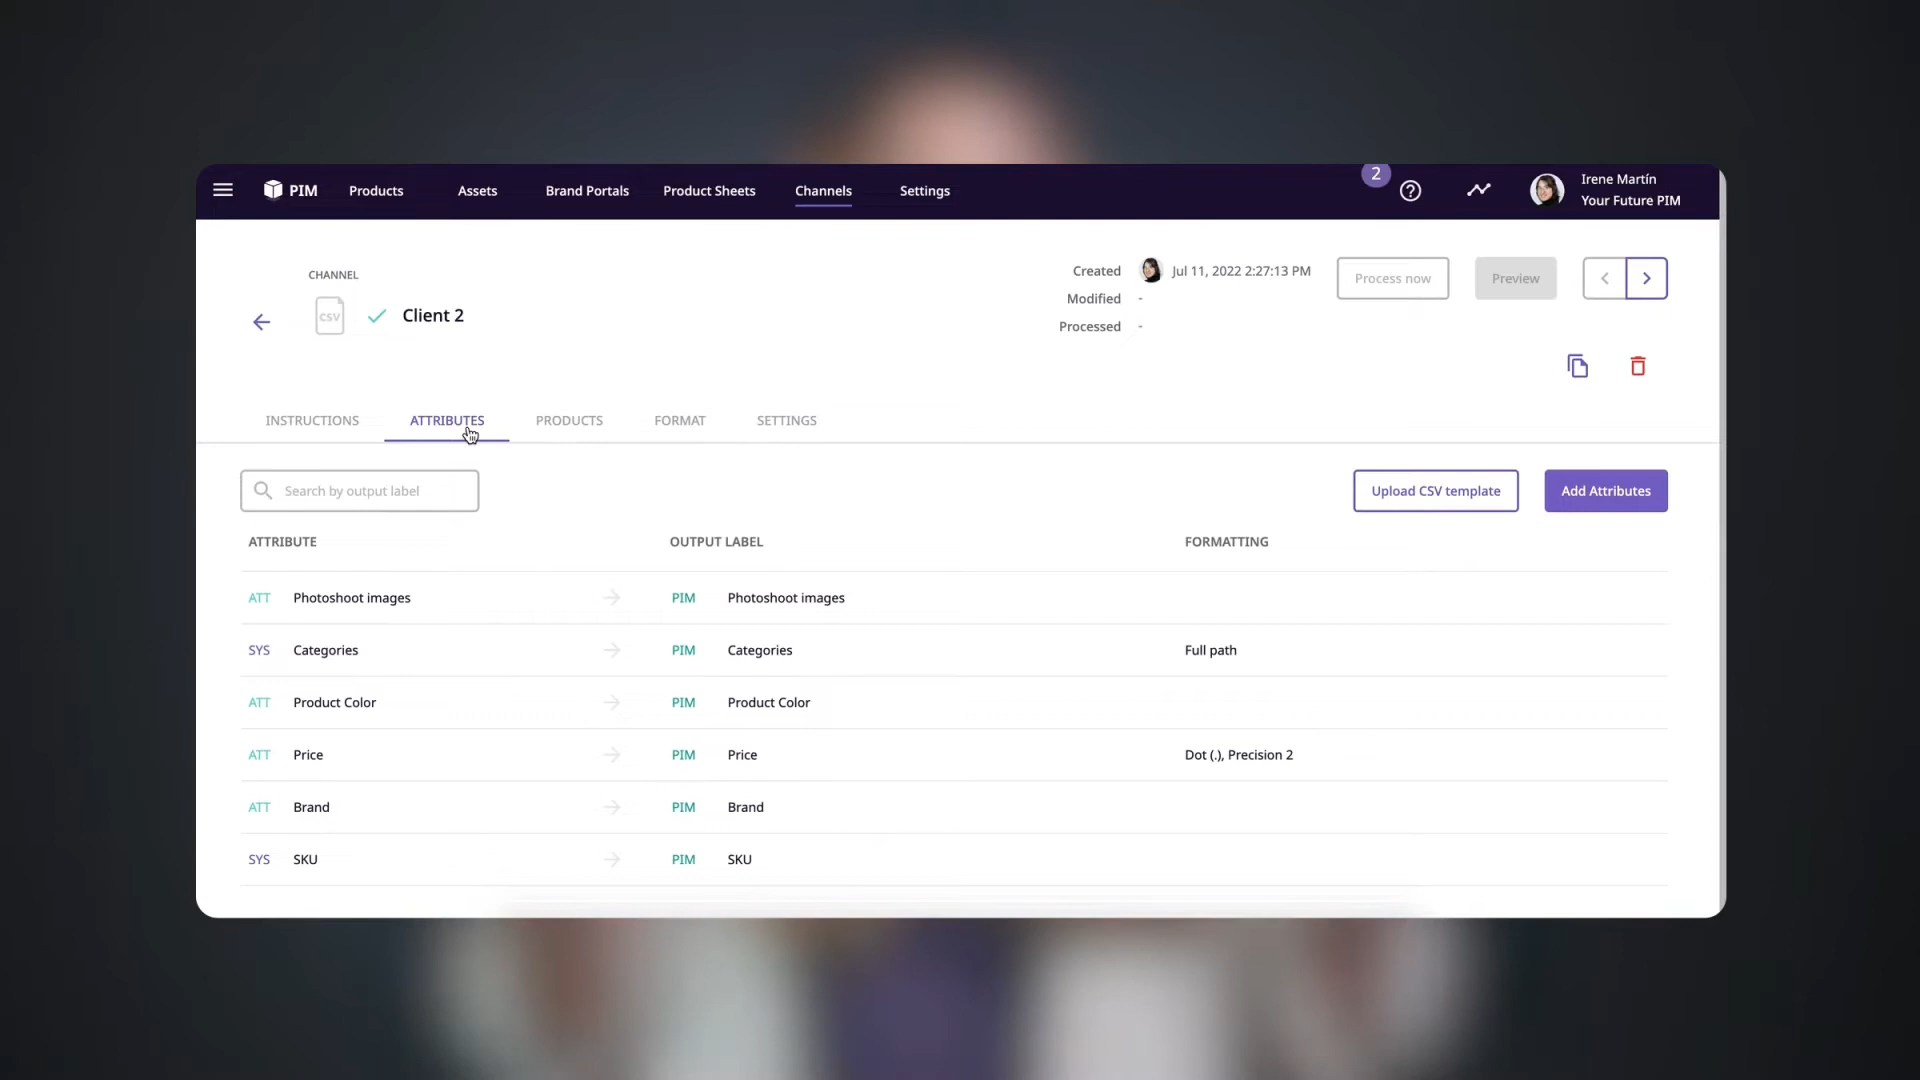 PIM Products Assets Brand Portals Product Sheets Channels Settings 2
Irene Martín
Your Future PIM
CHANNEL
CSV Client 2
Created Jul 11, 2022 2:27:13 PM
Modified -
Processed -
Process now Preview
INSTRUCTIONS ATTRIBUTES PRODUCTS FORMAT SETTINGS
Search by output label Upload CSV template Add Attributes
ATTRIBUTE OUTPUT LABEL FORMATTING
ATT Photoshoot images PIM Photoshoot images
SYS Categories PIM Categories Full path
ATT Product Color PIM Product Color
ATT Price PIM Price Dot (.), Precision 2
ATT Brand PIM Brand
SYS SKU PIM SKU